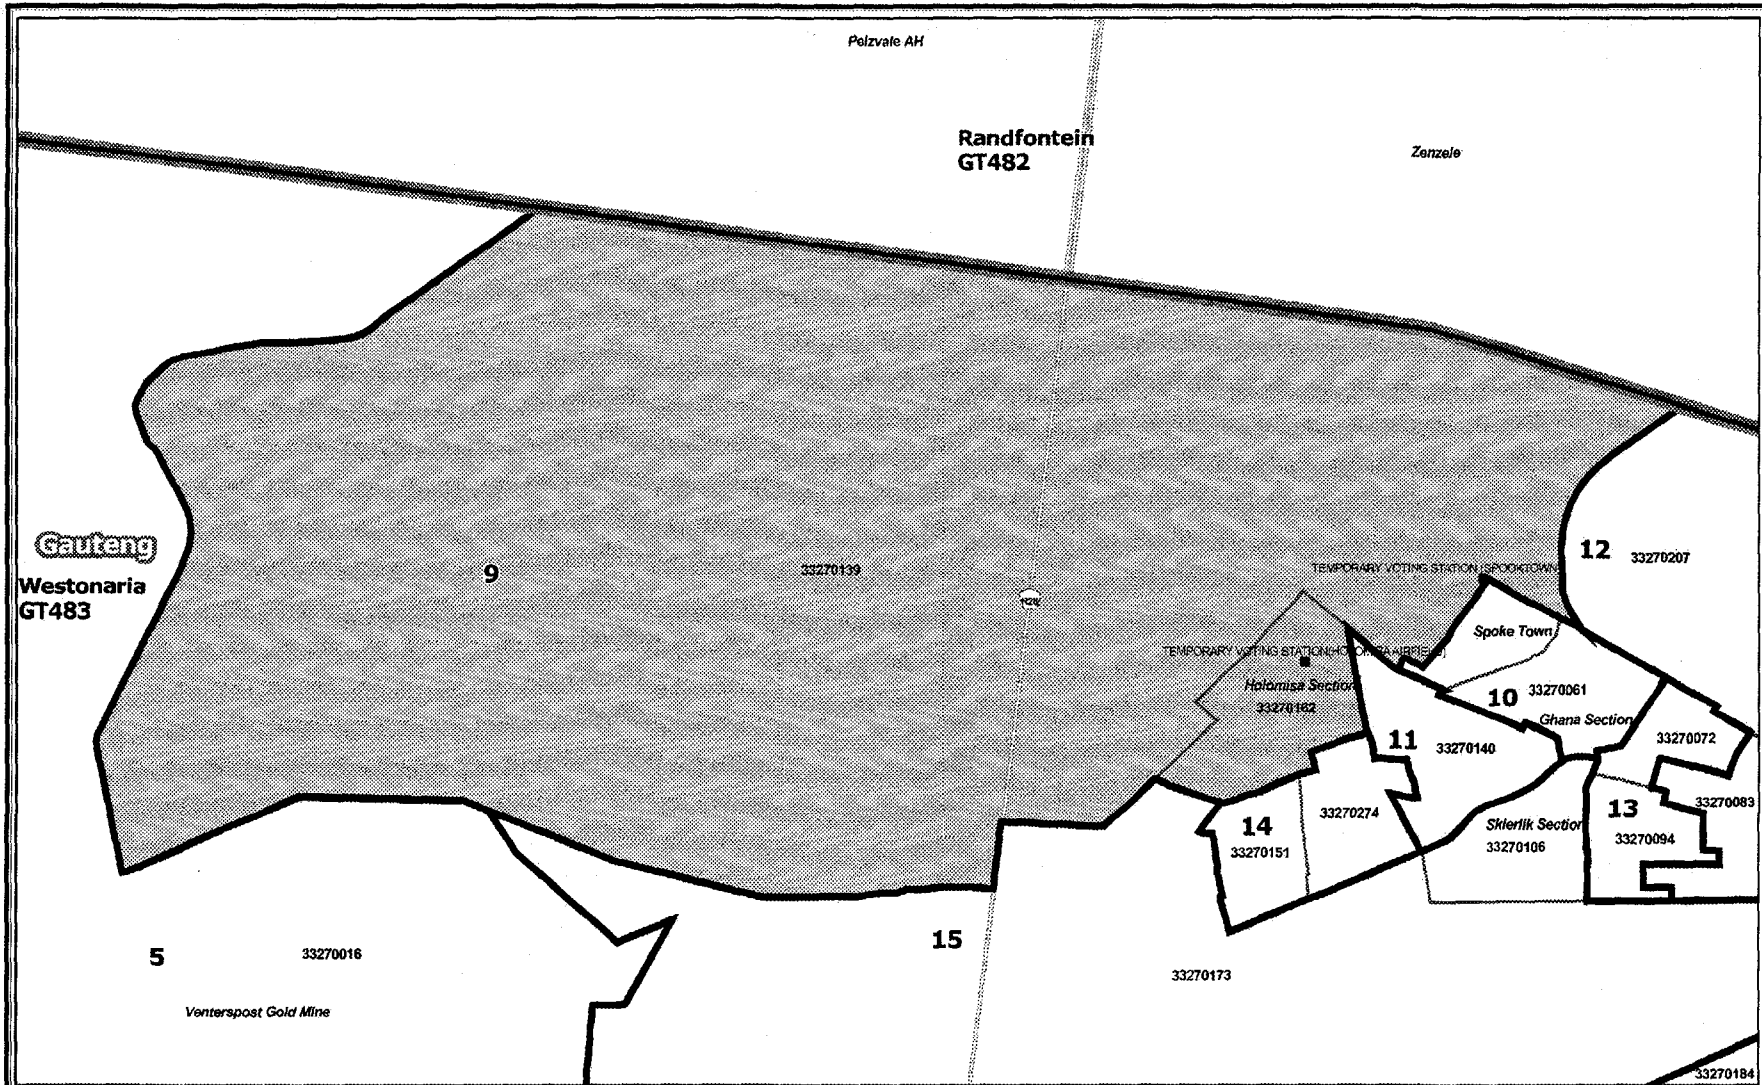 Pelzvale AH
Randfontein
GT482
Zenzele
Gauteng
Westonaria
GT483
9
33270139
12
33270207
TEMPORARY VOTING STATION (SPOOKTOWN
Spoke Town
TEMPORARY VOTING STATION
Holomisa Section
33270162
10
33270061
Ghana Section
11
33270140
33270072
33270083
13
33270094
33270274
14
33270151
Skierlik Section
33270106
15
5
33270016
33270173
Venterspost Gold Mine
33270184